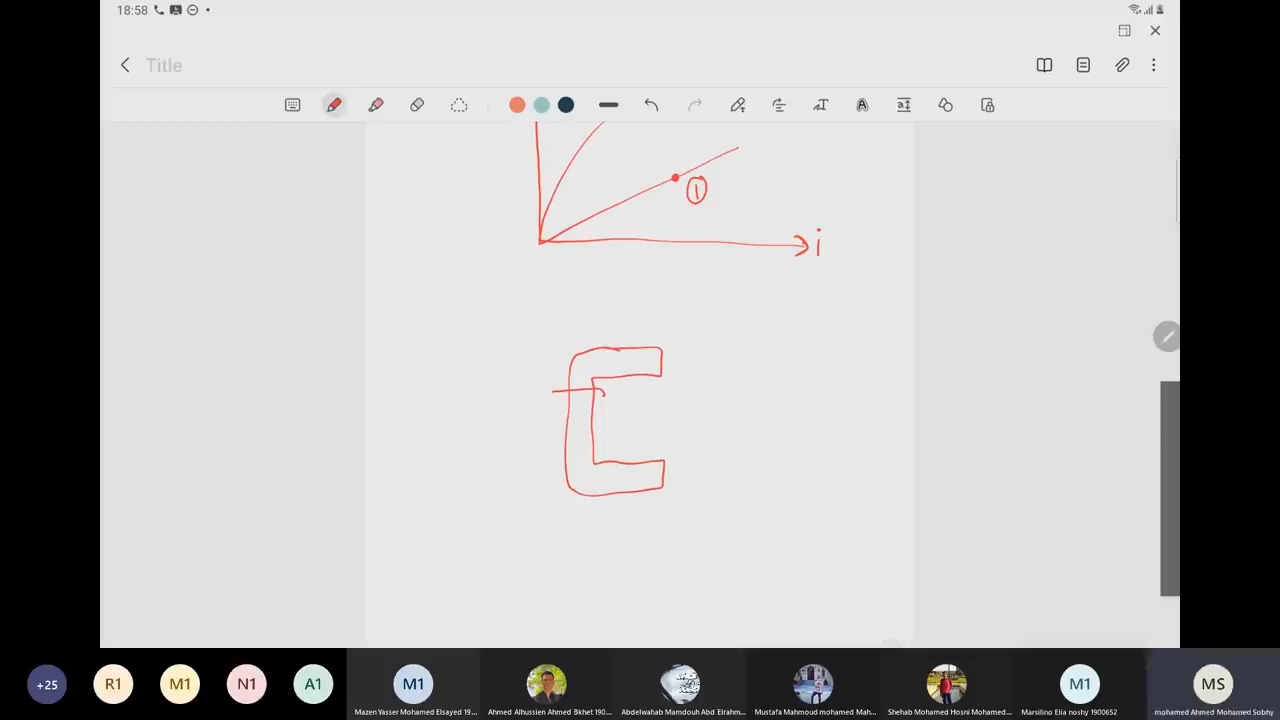 18:58
Title
①
i
+25
R1
M1
N1
A1
M1
M1
MS
Mazen Yasser Mohamed Elsayed 19...
Ahmed Alhussien Ahmed Bkhet 190...
Abdelwahab Mamdouh Abd Elrahm...
Mustafa Mahmoud mohamed Mah...
Shehab Mohamed Hosni Mohamed...
Marsilino Elia noshy 1900652
mohamed Ahmed Mohamed Sobhy